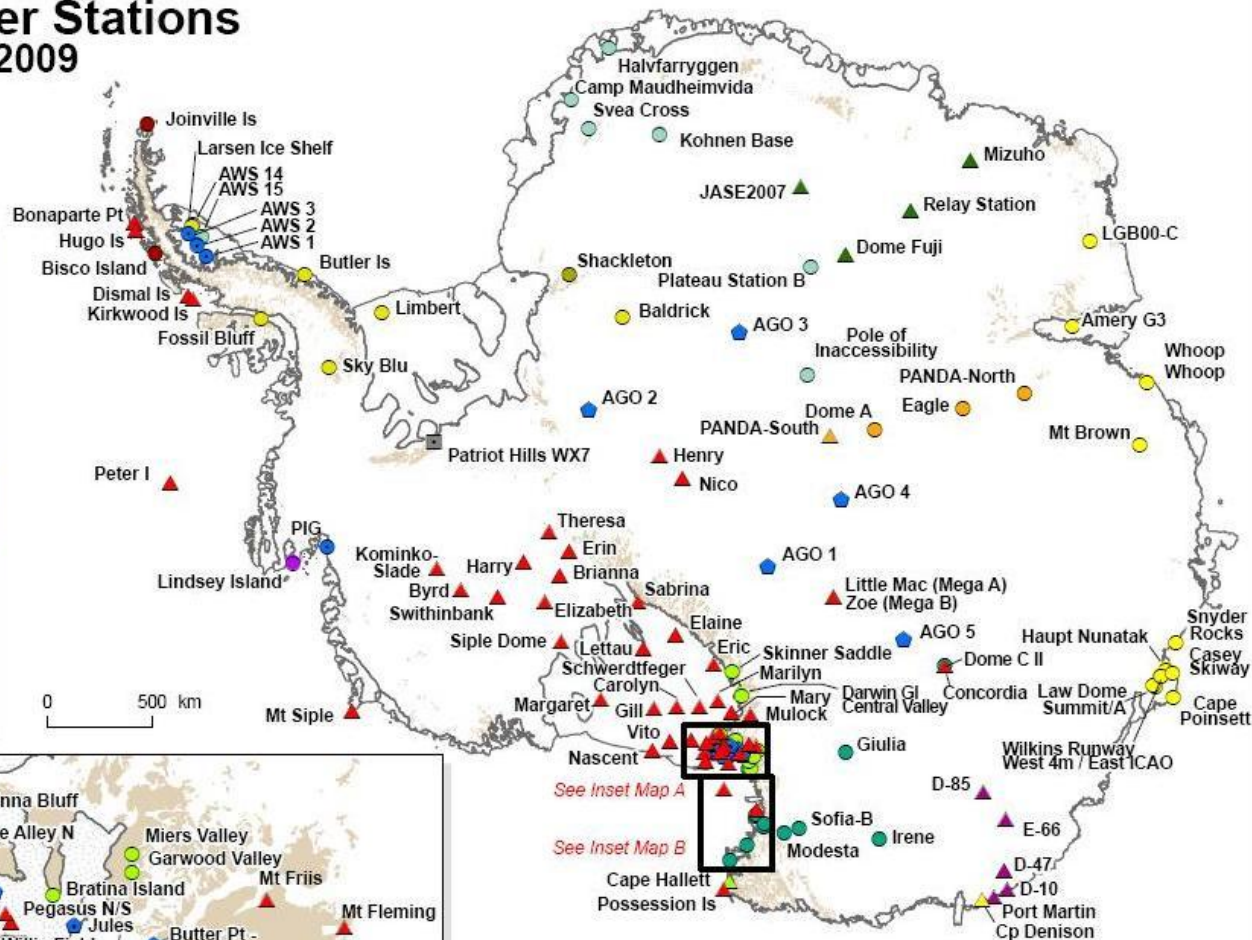 er Stations
2009
Halvfarryggen
Camp Maudheimvida
Svea Cross
Kohnen Base
Joinville Is
Larsen Ice Shelf
AWS 14
AWS 15
AWS 3
AWS 2
AWS 1
Bonaparte Pt
Hugo Is
Bisco Island
Dismal Is
Kirkwood Is
Fossil Bluff
Butler Is
Limbert
Sky Blu
Mizuho
JASE2007
Relay Station
Dome Fuji
LGB00-C
Shackleton
Plateau Station B
Baldrick
AGO 3
Pole of
Inaccessibility
Amery G3
Whoop
Whoop
PANDA-North
Eagle
Dome A
PANDA-South
AGO 2
Mt Brown
Patriot Hills WX7
Henry
Nico
AGO 4
Peter I
PIG
Lindsey Island
Theresa
Erin
Kominko-
Slade
Harry
Brianna
Byrd
Swithinbank
Elizabeth
Sabrina
AGO 1
Little Mac (Mega A)
Zoe (Mega B)
Siple Dome
Lettau
Elaine
Eric
Schwerdtfeger
Skinner Saddle
Marilyn
AGO 5
Dome C II
Concordia
Haupt Nunatak
Snyder
Rocks
Casey
Skiway
Law Dome
Summit/A
Cape
Poinsett
Carolyn
Margaret
Gill
Mary
Mulock
Darwin Gl
Central Valley
0 500 km
Mt Siple
Vito
Nascent
Giulia
Wilkins Runway
West 4m / East ICAO
See Inset Map A
D-85
E-66
Sofia-B
Modesta
Irene
See Inset Map B
D-47
D-10
Cape Hallett
Possession Is
Port Martin
Cp Denison
nna Bluff
e Alley N
Miers Valley
Garwood Valley
Bratina Island
Mt Friis
Pegasus N/S
Jules
Mt Fleming
Butter Pt -